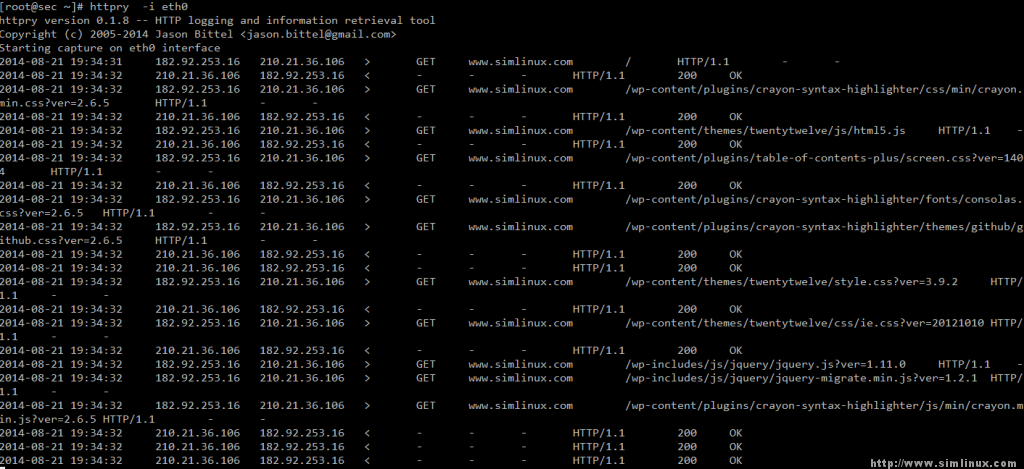 [root@sec ~]# httpry  -i eth0
httpry version 0.1.8 -- HTTP logging and information retrieval tool
Copyright (c) 2005-2014 Jason Bittel <jason.bittel@gmail.com>
Starting capture on eth0 interface
2014-08-21 19:34:31 182.92.253.16 210.21.36.106 > GET www.simlinux.com / HTTP/1.1 - -
2014-08-21 19:34:32 210.21.36.106 182.92.253.16 < - - - HTTP/1.1 200 OK
2014-08-21 19:34:32 182.92.253.16 210.21.36.106 > GET www.simlinux.com /wp-content/plugins/crayon-syntax-highlighter/css/min/crayon.
min.css?ver=2.6.5 HTTP/1.1 - -
2014-08-21 19:34:32 210.21.36.106 182.92.253.16 < - - - HTTP/1.1 200 OK
2014-08-21 19:34:32 182.92.253.16 210.21.36.106 > GET www.simlinux.com /wp-content/themes/twentytwelve/js/html5.js HTTP/1.1 -
2014-08-21 19:34:32 210.21.36.106 182.92.253.16 < - - - HTTP/1.1 200 OK
2014-08-21 19:34:32 182.92.253.16 210.21.36.106 > GET www.simlinux.com /wp-content/plugins/table-of-contents-plus/screen.css?ver=140
4 HTTP/1.1 - -
2014-08-21 19:34:32 210.21.36.106 182.92.253.16 < - - - HTTP/1.1 200 OK
2014-08-21 19:34:32 182.92.253.16 210.21.36.106 > GET www.simlinux.com /wp-content/plugins/crayon-syntax-highlighter/fonts/consolas.
css?ver=2.6.5 HTTP/1.1 - -
2014-08-21 19:34:32 182.92.253.16 210.21.36.106 > GET www.simlinux.com /wp-content/plugins/crayon-syntax-highlighter/themes/github/g
ithub.css?ver=2.6.5 HTTP/1.1 - -
2014-08-21 19:34:32 210.21.36.106 182.92.253.16 < - - - HTTP/1.1 200 OK
2014-08-21 19:34:32 210.21.36.106 182.92.253.16 < - - - HTTP/1.1 200 OK
2014-08-21 19:34:32 182.92.253.16 210.21.36.106 > GET www.simlinux.com /wp-content/themes/twentytwelve/style.css?ver=3.9.2 HTTP/
1.1 - -
2014-08-21 19:34:32 182.92.253.16 210.21.36.106 > GET www.simlinux.com /wp-content/themes/twentytwelve/css/ie.css?ver=20121010 HTTP/
1.1 - -
2014-08-21 19:34:32 210.21.36.106 182.92.253.16 < - - - HTTP/1.1 200 OK
2014-08-21 19:34:32 182.92.253.16 210.21.36.106 > GET www.simlinux.com /wp-includes/js/jquery/jquery.js?ver=1.11.0 HTTP/1.1 -
2014-08-21 19:34:32 182.92.253.16 210.21.36.106 > GET www.simlinux.com /wp-includes/js/jquery/jquery-migrate.min.js?ver=1.2.1 HTTP/
1.1 - -
2014-08-21 19:34:32 182.92.253.16 210.21.36.106 > GET www.simlinux.com /wp-content/plugins/crayon-syntax-highlighter/js/min/crayon.m
in.js?ver=2.6.5 HTTP/1.1 - -
2014-08-21 19:34:32 210.21.36.106 182.92.253.16 < - - - HTTP/1.1 200 OK
2014-08-21 19:34:32 210.21.36.106 182.92.253.16 < - - - HTTP/1.1 200 OK
2014-08-21 19:34:32 210.21.36.106 182.92.253.16 < - - - HTTP/1.1 200 OK
http://www.simlinux.com